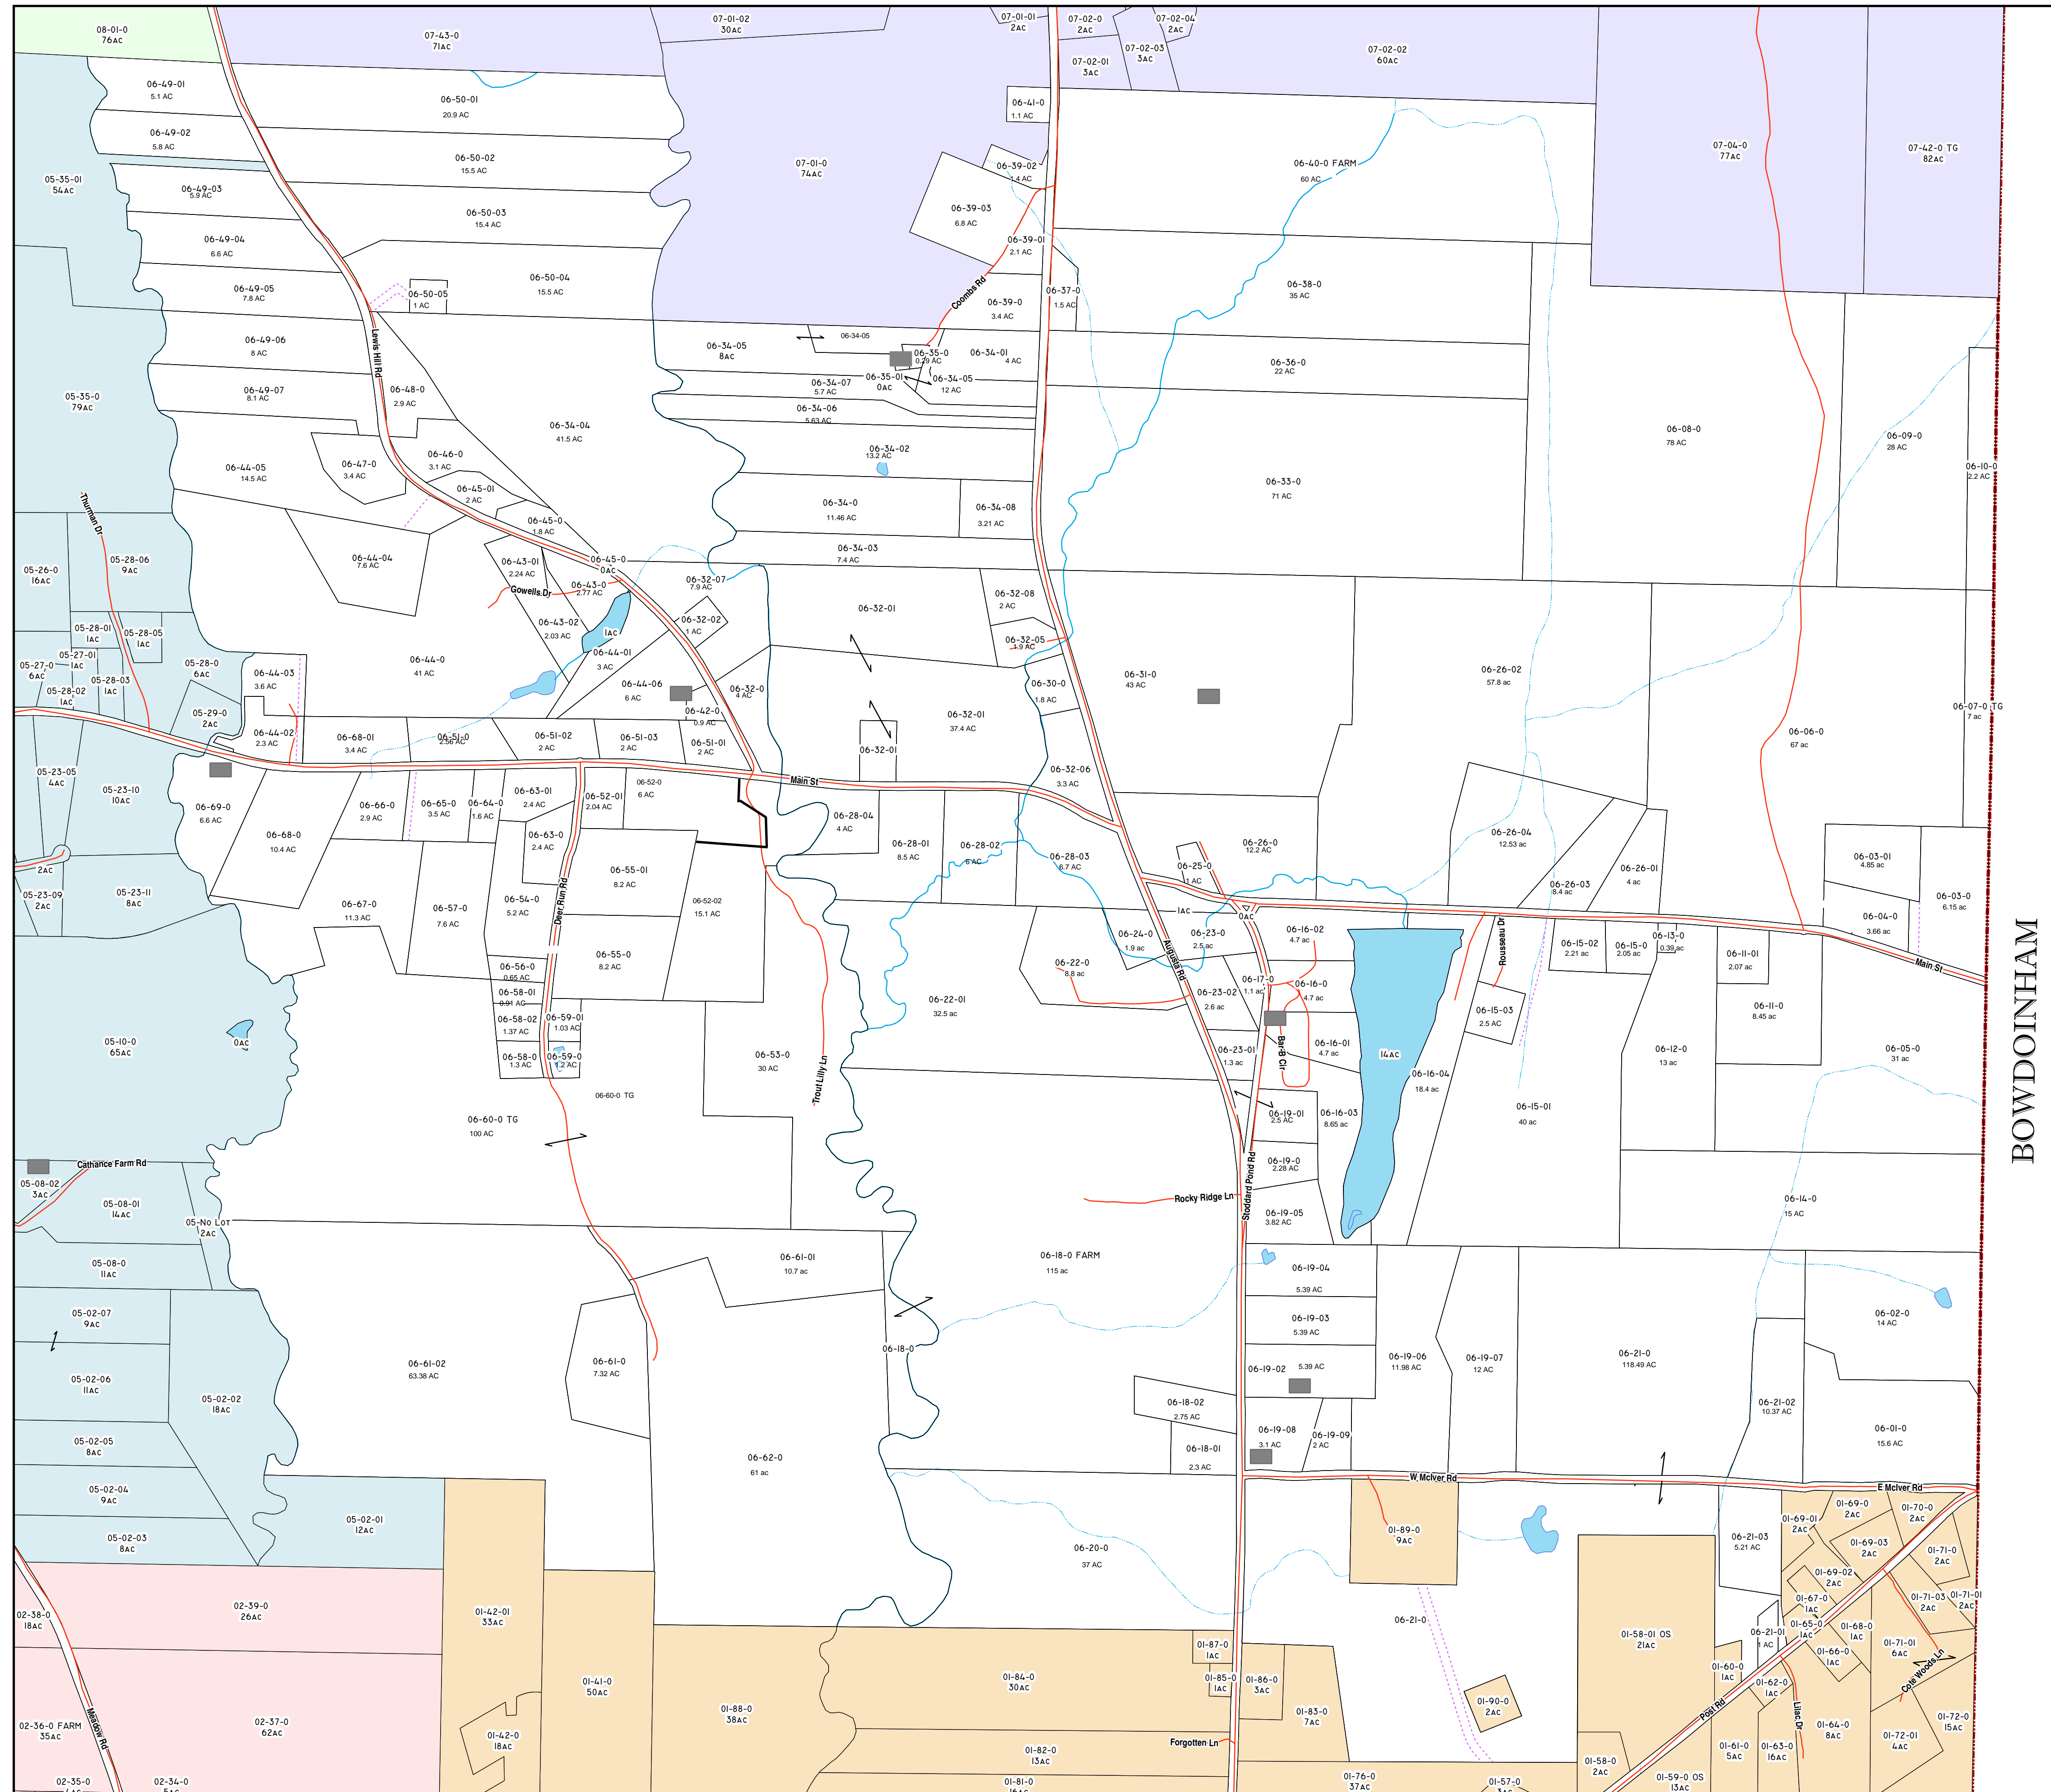 08-01-0
76AC
07-43-0
71AC
07-01-02
30AC
07-01-01
2AC
07-02-0
2AC
07-02-04
2AC
07-02-01
3AC
07-02-03
3AC
07-02-02
60AC
07-04-0
77AC
07-42-0 TG
82AC
06-49-01
5.1 AC
06-50-01
20.9 AC
06-41-0
1.1 AC
06-49-02
5.8 AC
06-50-02
15.5 AC
07-01-0
74AC
06-39-02
1.4 AC
06-40-0 FARM
60 AC
05-35-01
54AC
06-49-03
5.9 AC
06-50-03
15.4 AC
06-39-03
6.8 AC
06-49-04
6.6 AC
06-39-01
2.1 AC
06-49-05
7.8 AC
06-50-05
1 AC
06-50-04
15.5 AC
Coombs Rd
06-39-0
3.4 AC
06-37-0
1.5 AC
06-38-0
35 AC
06-49-06
8 AC
Lewis Hill Rd
06-34-05
8AC
06-34-05
06-35-0
0.29 AC
06-34-01
4 AC
06-36-0
22 AC
05-35-0
79AC
06-49-07
8.1 AC
06-48-0
2.9 AC
06-34-07
5.7 AC
06-35-01
0AC
06-34-05
12 AC
06-34-06
5.63 AC
06-34-04
41.5 AC
06-34-02
13.2 AC
06-08-0
78 AC
06-09-0
28 AC
06-10-0
2.2 AC
06-44-05
14.5 AC
06-47-0
3.4 AC
06-46-0
3.1 AC
06-45-01
2 AC
06-34-0
11.46 AC
06-34-08
3.21 AC
06-33-0
71 AC
Thurman Dr
06-45-0
1.8 AC
06-34-03
7.4 AC
05-26-0
16AC
05-28-06
9AC
06-44-04
7.6 AC
06-43-01
2.24 AC
06-45-0
0AC
06-43-0
2.77 AC
Gowells Dr
06-32-07
7.9 AC
06-32-01
06-32-08
2 AC
05-28-01
1AC
05-28-05
1AC
06-43-02
2.03 AC
1AC
06-32-02
1 AC
06-32-05
1.9 AC
05-27-0
6AC
05-27-01
1AC
05-28-03
1AC
05-28-02
1AC
05-28-0
6AC
06-44-03
3.6 AC
06-44-0
41 AC
06-44-01
3 AC
06-44-06
6 AC
06-32-0
4 AC
06-30-0
1.8 AC
06-31-0
43 AC
06-26-02
57.8 ac
05-29-0
2AC
06-44-02
2.3 AC
06-42-0
0.9 AC
06-32-01
37.4 AC
06-07-0 TG
7 ac
06-06-0
67 ac
06-68-01
3.4 AC
06-51-0
2.56 AC
06-51-02
2 AC
06-51-03
2 AC
06-51-01
2 AC
06-32-01
05-23-05
4AC
05-23-10
10AC
Main St
06-32-06
3.3 AC
06-69-0
6.6 AC
06-68-0
10.4 AC
06-66-0
2.9 AC
06-65-0
3.5 AC
06-64-0
1.6 AC
06-63-01
2.4 AC
06-52-01
2.04 AC
06-52-0
6 AC
06-63-0
2.4 AC
06-28-04
4 AC
06-28-01
8.5 AC
06-28-02
6 AC
06-28-03
6.7 AC
06-26-0
12.2 AC
06-25-0
1 AC
06-26-04
12.53 ac
06-26-03
8.4 ac
06-26-01
4 ac
06-03-01
4.85 ac
06-03-0
6.15 ac
2AC
05-23-09
2AC
05-23-11
8AC
06-67-0
11.3 AC
06-57-0
7.6 AC
06-54-0
5.2 AC
Deer Run Rd
06-55-01
8.2 AC
06-52-02
15.1 AC
1AC
0AC
06-04-0
3.66 ac
06-55-0
8.2 AC
06-24-0
1.9 ac
06-23-0
2.5 ac
06-16-02
4.7 ac
Rousseau Dr
06-15-02
2.21 ac
06-15-0
2.05 ac
06-13-0
0.39 ac
06-11-01
2.07 ac
Main St
06-56-0
0.65 AC
06-58-01
0.91 AC
06-22-0
8.8 ac
Augusta Rd
06-17-0
1.1 ac
06-16-0
4.7 ac
06-22-01
32.5 ac
06-23-02
2.6 ac
06-15-03
2.5 AC
06-11-0
8.45 ac
05-10-0
65AC
0AC
06-58-02
1.37 AC
06-59-01
1.03 AC
06-58-0
1.3 AC
06-59-0
1.2 AC
06-53-0
30 AC
Trout Lilly Ln
06-23-01
1.3 ac
Bar-B Cir
06-16-01
4.7 ac
14AC
06-16-04
18.4 ac
06-12-0
13 ac
06-05-0
31 ac
BOWDOINHAM
06-60-0 TG
100 AC
06-60-0 TG
06-19-01
2.5 AC
06-16-03
8.65 ac
06-15-01
40 ac
Cathance Farm Rd
05-08-02
3AC
05-08-01
14AC
05-No Lot
2AC
Rocky Ridge Ln
Stoddard Pond Rd
06-19-0
2.28 AC
06-19-05
3.82 AC
06-14-0
15 AC
05-08-0
11AC
06-61-01
10.7 ac
06-18-0 FARM
115 ac
06-19-04
5.39 AC
05-02-07
9AC
06-19-03
5.39 AC
06-02-0
14 AC
06-18-0
05-02-06
11AC
05-02-02
18AC
06-61-02
63.38 AC
06-61-0
7.32 AC
06-19-02
5.39 AC
06-19-06
11.98 AC
06-19-07
12 AC
06-21-0
118.49 AC
06-18-02
2.75 AC
06-21-02
10.37 AC
06-01-0
15.6 AC
05-02-05
8AC
06-62-0
61 ac
06-18-01
2.3 AC
06-19-08
3.1 AC
06-19-09
2 AC
W McIver Rd
E McIver Rd
05-02-04
9AC
05-02-03
8AC
05-02-01
12AC
06-20-0
37 AC
01-89-0
9AC
06-21-03
5.21 AC
01-69-01
2AC
01-69-0
2AC
01-70-0
2AC
01-69-03
2AC
01-71-0
2AC
01-69-02
2AC
02-38-0
18AC
02-39-0
26AC
01-42-01
33AC
06-21-0
01-58-01 OS
21AC
01-67-0
1AC
01-71-03
2AC
01-71-01
2AC
06-21-01
1 AC
01-65-0
1AC
01-68-0
1AC
01-66-0
1AC
01-71-01
6AC
01-87-0
1AC
01-85-0
1AC
01-86-0
3AC
01-84-0
30AC
01-41-0
50AC
01-60-0
1AC
01-62-0
1AC
Cote Woods Ln
Meadow Rd
02-36-0 FARM
35AC
02-37-0
62AC
01-42-0
18AC
01-88-0
38AC
01-83-0
7AC
01-90-0
2AC
Post Rd
Lilac Dr
01-64-0
8AC
01-72-0
15AC
01-72-01
4AC
Forgotten Ln
01-82-0
13AC
01-61-0
5AC
01-63-0
16AC
01-58-0
2AC
02-35-0
02-34-0
01-81-0
01-76-0
37AC
01-57-0
01-59-0 OS
13AC